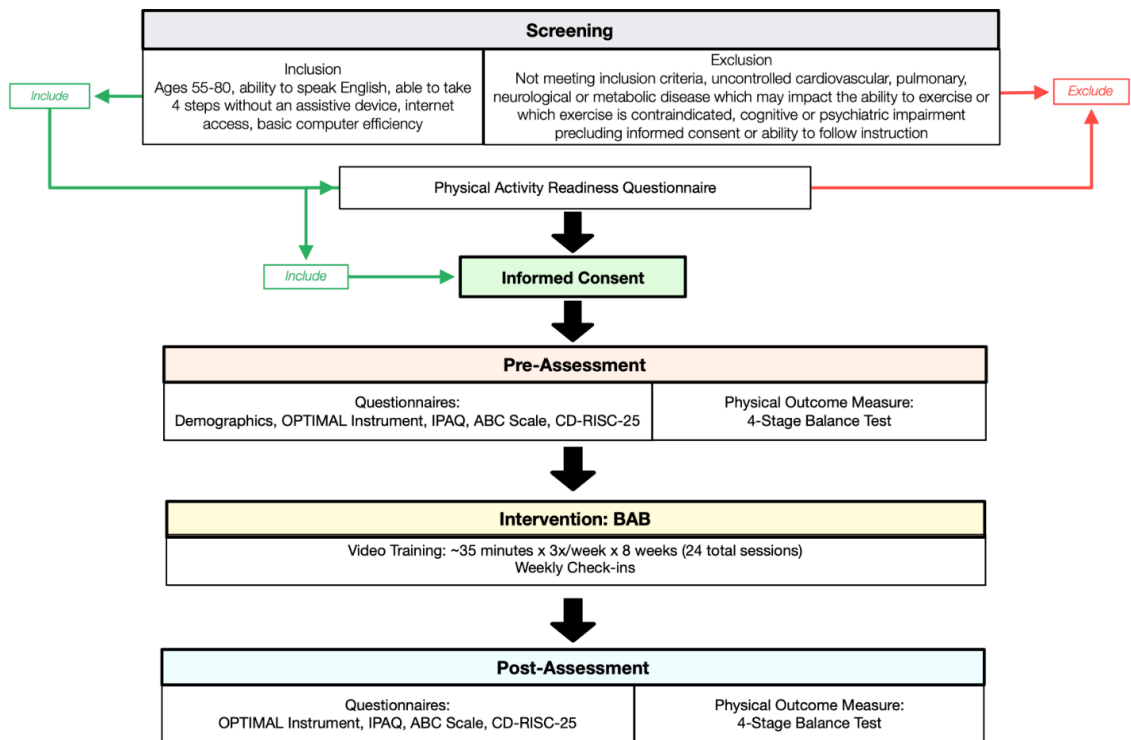 Screening
Inclusion
Ages 55-80, ability to speak English, able to take
4 steps without an assistive device, internet
access, basic computer efficiency
Exclusion
Not meeting inclusion criteria, uncontrolled cardiovascular, pulmonary,
neurological or metabolic disease which may impact the ability to exercise or
which exercise is contraindicated, cognitive or psychiatric impairment
precluding informed consent or ability to follow instruction
Include
Exclude
Physical Activity Readiness Questionnaire
Include
Informed Consent
Pre-Assessment
Questionnaires:
Demographics, OPTIMAL Instrument, IPAQ, ABC Scale, CD-RISC-25
Physical Outcome Measure:
4-Stage Balance Test
Intervention: BAB
Video Training: ~35 minutes x 3x/week x 8 weeks (24 total sessions)
Weekly Check-ins
Post-Assessment
Questionnaires:
OPTIMAL Instrument, IPAQ, ABC Scale, CD-RISC-25
Physical Outcome Measure:
4-Stage Balance Test